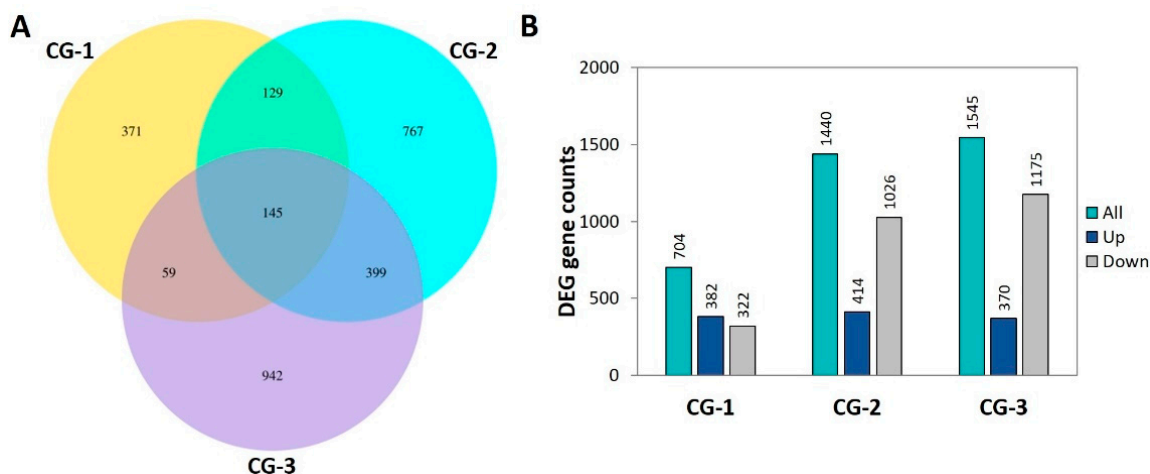 A
CG-1
CG-2
129
371
767
145
59
399
942
CG-3
B
DEG gene counts
2000
1500
1000
500
0
704
382
322
1440
414
1026
1545
370
1175
CG-1
CG-2
CG-3
All
Up
Down